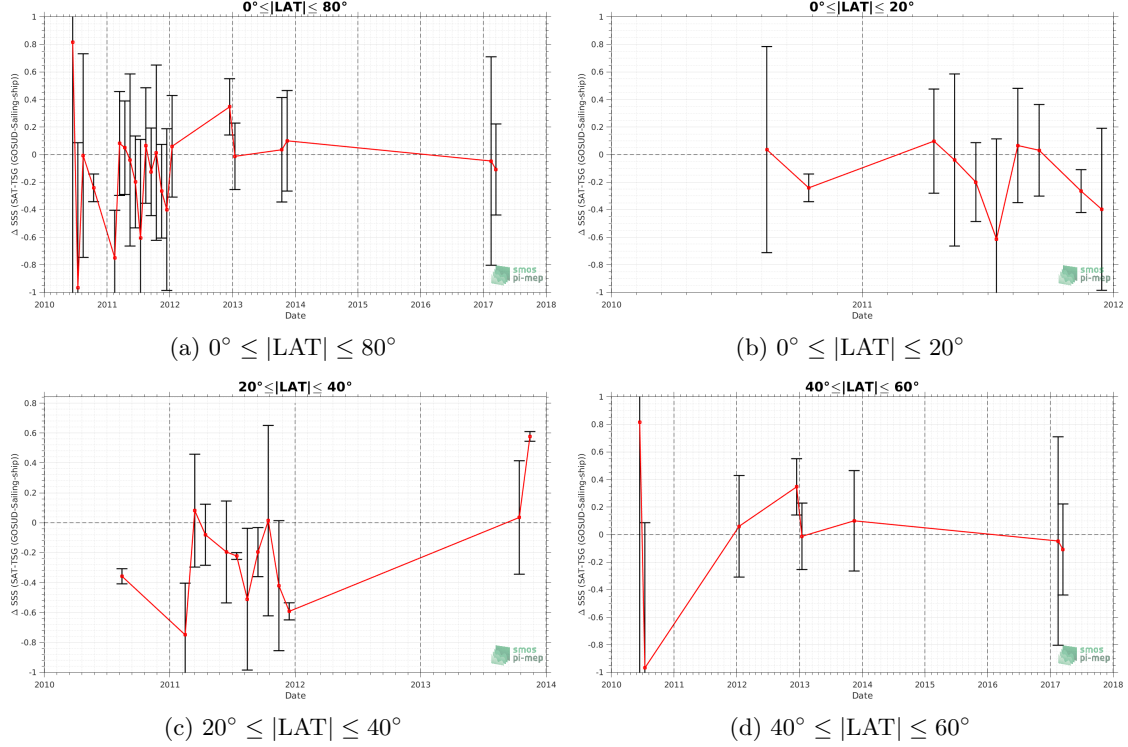 0°≤|LAT|≤ 80°
Δ SSS (SAT-TSG (GOSUD-Sailing-ship))
1
0.8
0.6
0.4
0.2
0
-0.2
-0.4
-0.6
-0.8
-1
2010 2011 2012 2013 2014 2015 2016 2017 2018
Date
smos
pi-mep
(a) 0° ≤ |LAT| ≤ 80°
0°≤|LAT|≤ 20°
Δ SSS (SAT-TSG (GOSUD-Sailing-ship))
1
0.8
0.6
0.4
0.2
0
-0.2
-0.4
-0.6
-0.8
-1
2010 2011 2012
Date
smos
pi-mep
(b) 0° ≤ |LAT| ≤ 20°
20°≤|LAT|≤ 40°
Δ SSS (SAT-TSG (GOSUD-Sailing-ship))
0.8
0.6
0.4
0.2
0
-0.2
-0.4
-0.6
-0.8
-1
2010 2011 2012 2013 2014
Date
smos
pi-mep
(c) 20° ≤ |LAT| ≤ 40°
40°≤|LAT|≤ 60°
Δ SSS (SAT-TSG (GOSUD-Sailing-ship))
1
0.8
0.6
0.4
0.2
0
-0.2
-0.4
-0.6
-0.8
-1
2010 2011 2012 2013 2014 2015 2016 2017 2018
Date
smos
pi-mep
(d) 40° ≤ |LAT| ≤ 60°